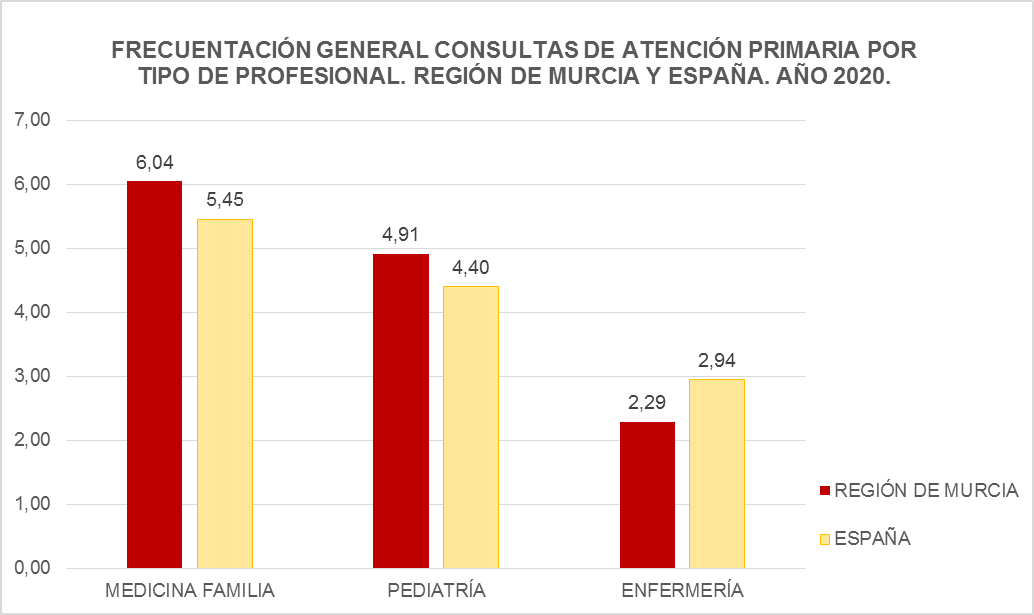 FRECUENTACIÓN GENERAL CONSULTAS DE ATENCIÓN PRIMARIA POR
TIPO DE PROFESIONAL. REGIÓN DE MURCIA Y ESPAÑA. AÑO 2020.
7,00
6,00
5,00
4,00
3,00
2,00
1,00
0,00
6,04
5,45
4,91
4,40
2,29
2,94
MEDICINA FAMILIA
PEDIATRÍA
ENFERMERÍA
REGIÓN DE MURCIA
ESPAÑA